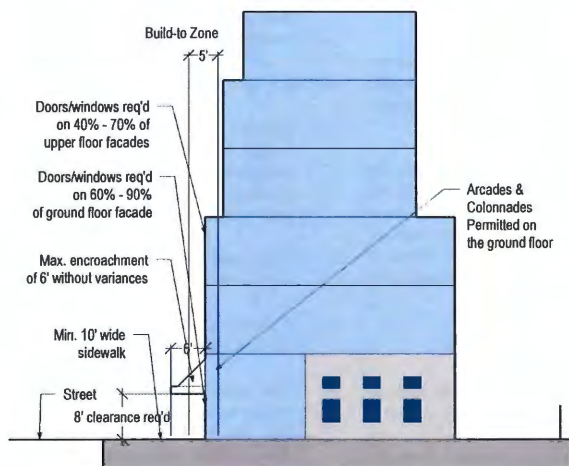 Build-to Zone
5'
Doors/windows req'd
on 40% - 70% of
upper floor facades
Doors/windows req'd
on 60% - 90%
of ground floor facade
Arcades &
Colonnades
Permitted on
the ground floor
Max. encroachment
of 6' without variances
Min. 10' wide
sidewalk
6'
Street
8' clearance req'd